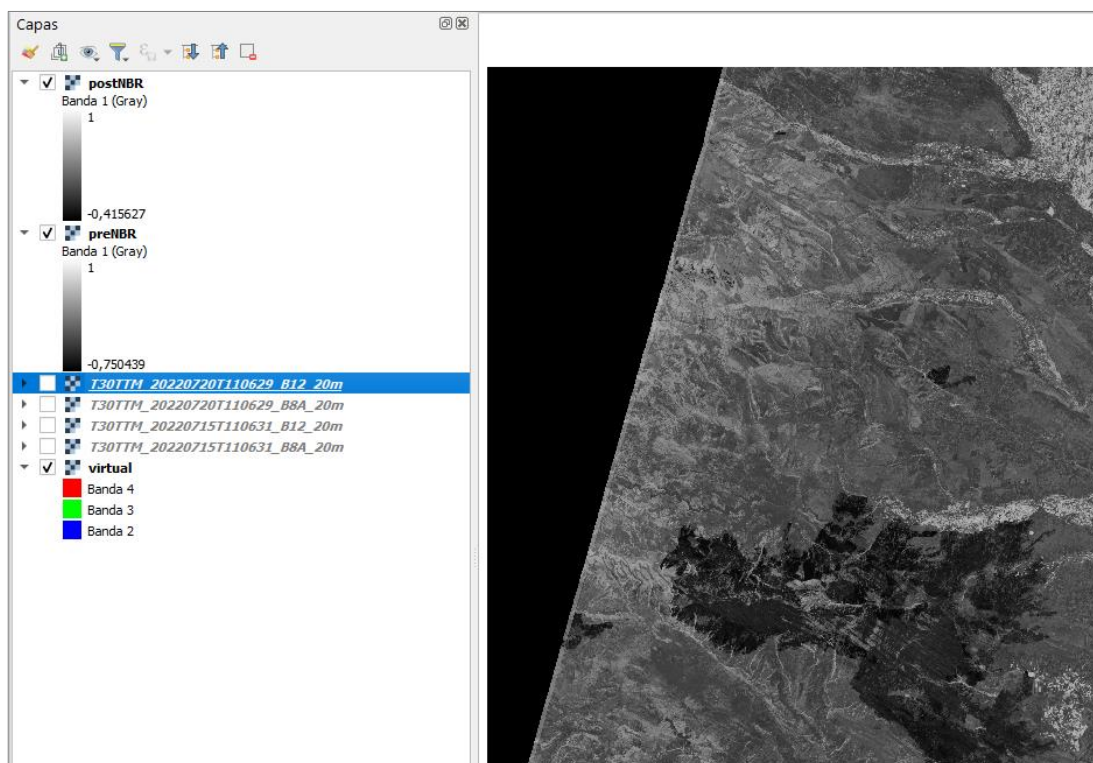 Capas
postNBR
Banda 1 (Gray)
1
-0,415627
preNBR
Banda 1 (Gray)
1
-0,750439
T30TTM_20220720T110629_B12_20m
T30TTM_20220720T110629_B8A_20m
T30TTM_20220715T110631_B12_20m
T30TTM_20220715T110631_B8A_20m
virtual
Banda 4
Banda 3
Banda 2